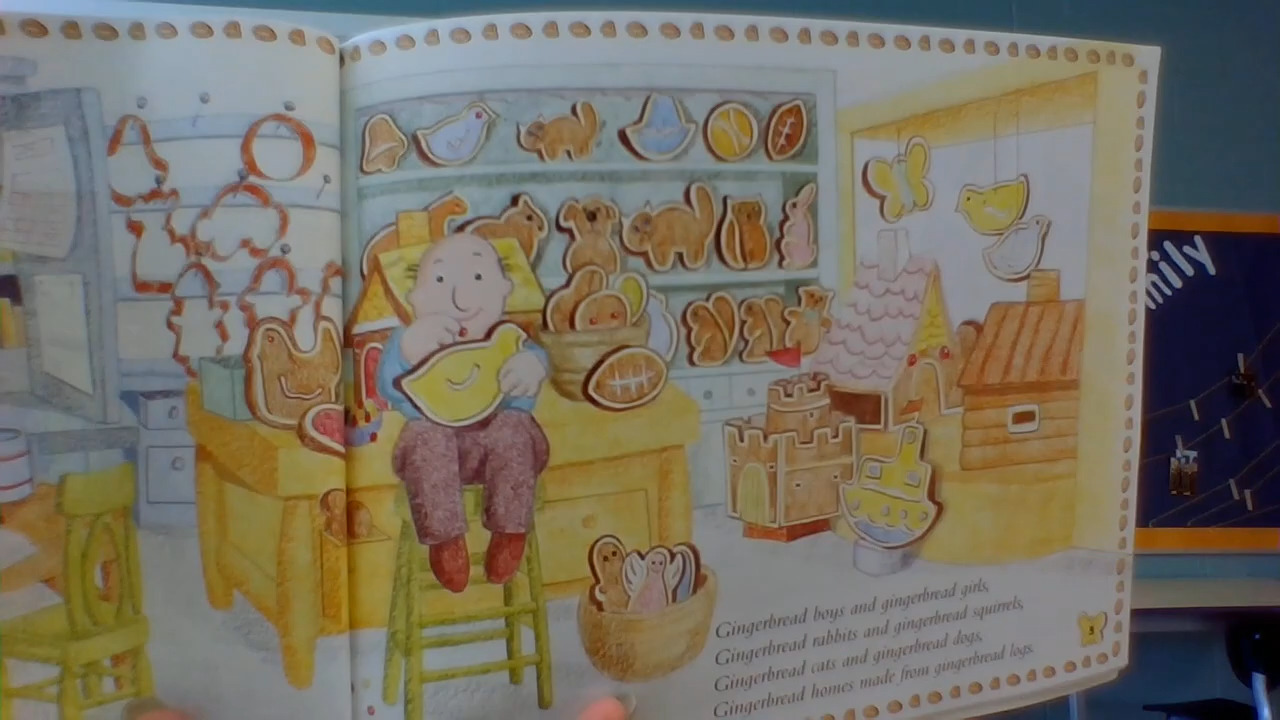 Gingerbread boys and gingerbread girls,
Gingerbread rabbits and gingerbread squirrels,
Gingerbread cats and gingerbread dogs,
Gingerbread homes made from gingerbread logs.
3
mily